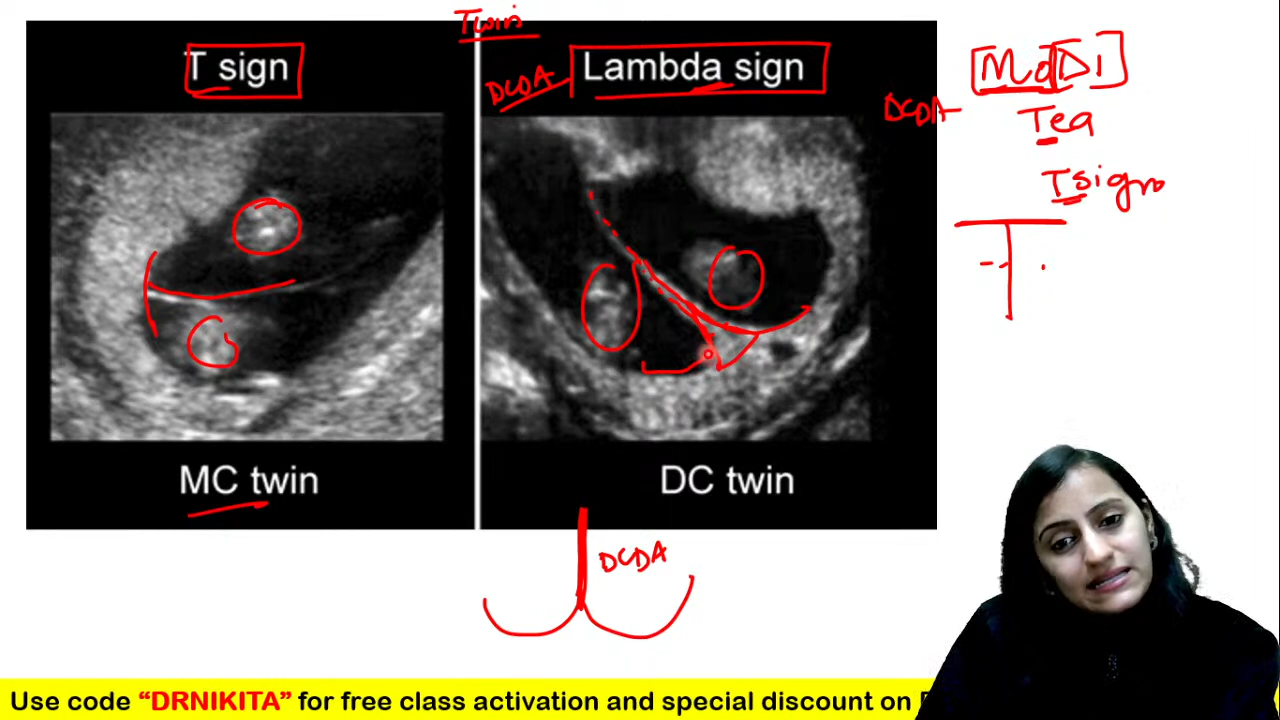 Twin
T sign
DCDA
Lambda sign
MoDi
DCDA
Tea
T sign
MC twin
DC twin
DCDA
Use code “DRNIKITA” for free class activation and special discount on